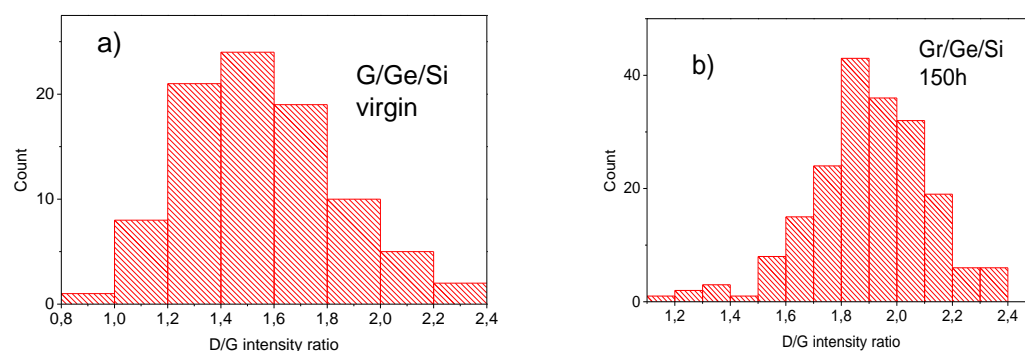 a)
G/Ge/Si
virgin
20
10
0
Count
0,8 1,0 1,2 1,4 1,6 1,8 2,0 2,2 2,4
D/G intensity ratio
b)
Gr/Ge/Si
150h
40
20
0
Count
1,2 1,4 1,6 1,8 2,0 2,2 2,4
D/G intensity ratio